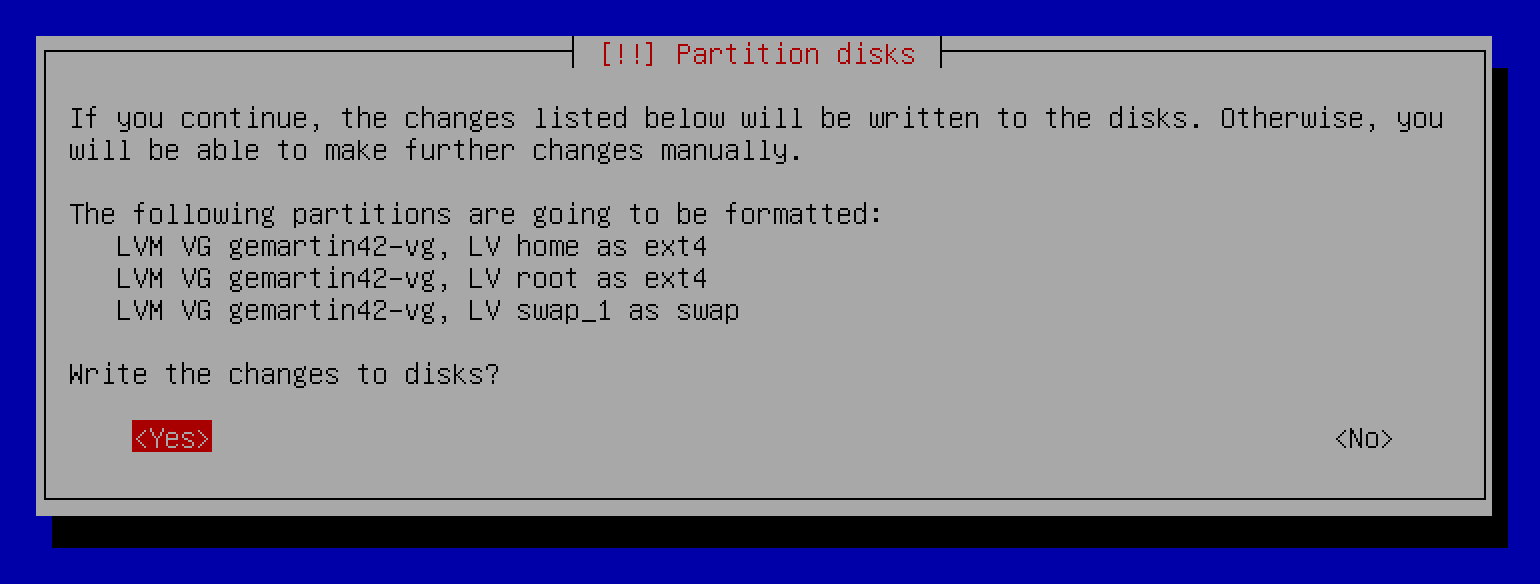 [!!] Partition disks
If you continue, the changes listed below will be written to the disks. Otherwise, you
will be able to make further changes manually.
The following partitions are going to be formatted:
LVM VG gemartin42-vg, LV home as ext4
LVM VG gemartin42-vg, LV root as ext4
LVM VG gemartin42-vg, LV swap_1 as swap
Write the changes to disks?
<Yes> <No>